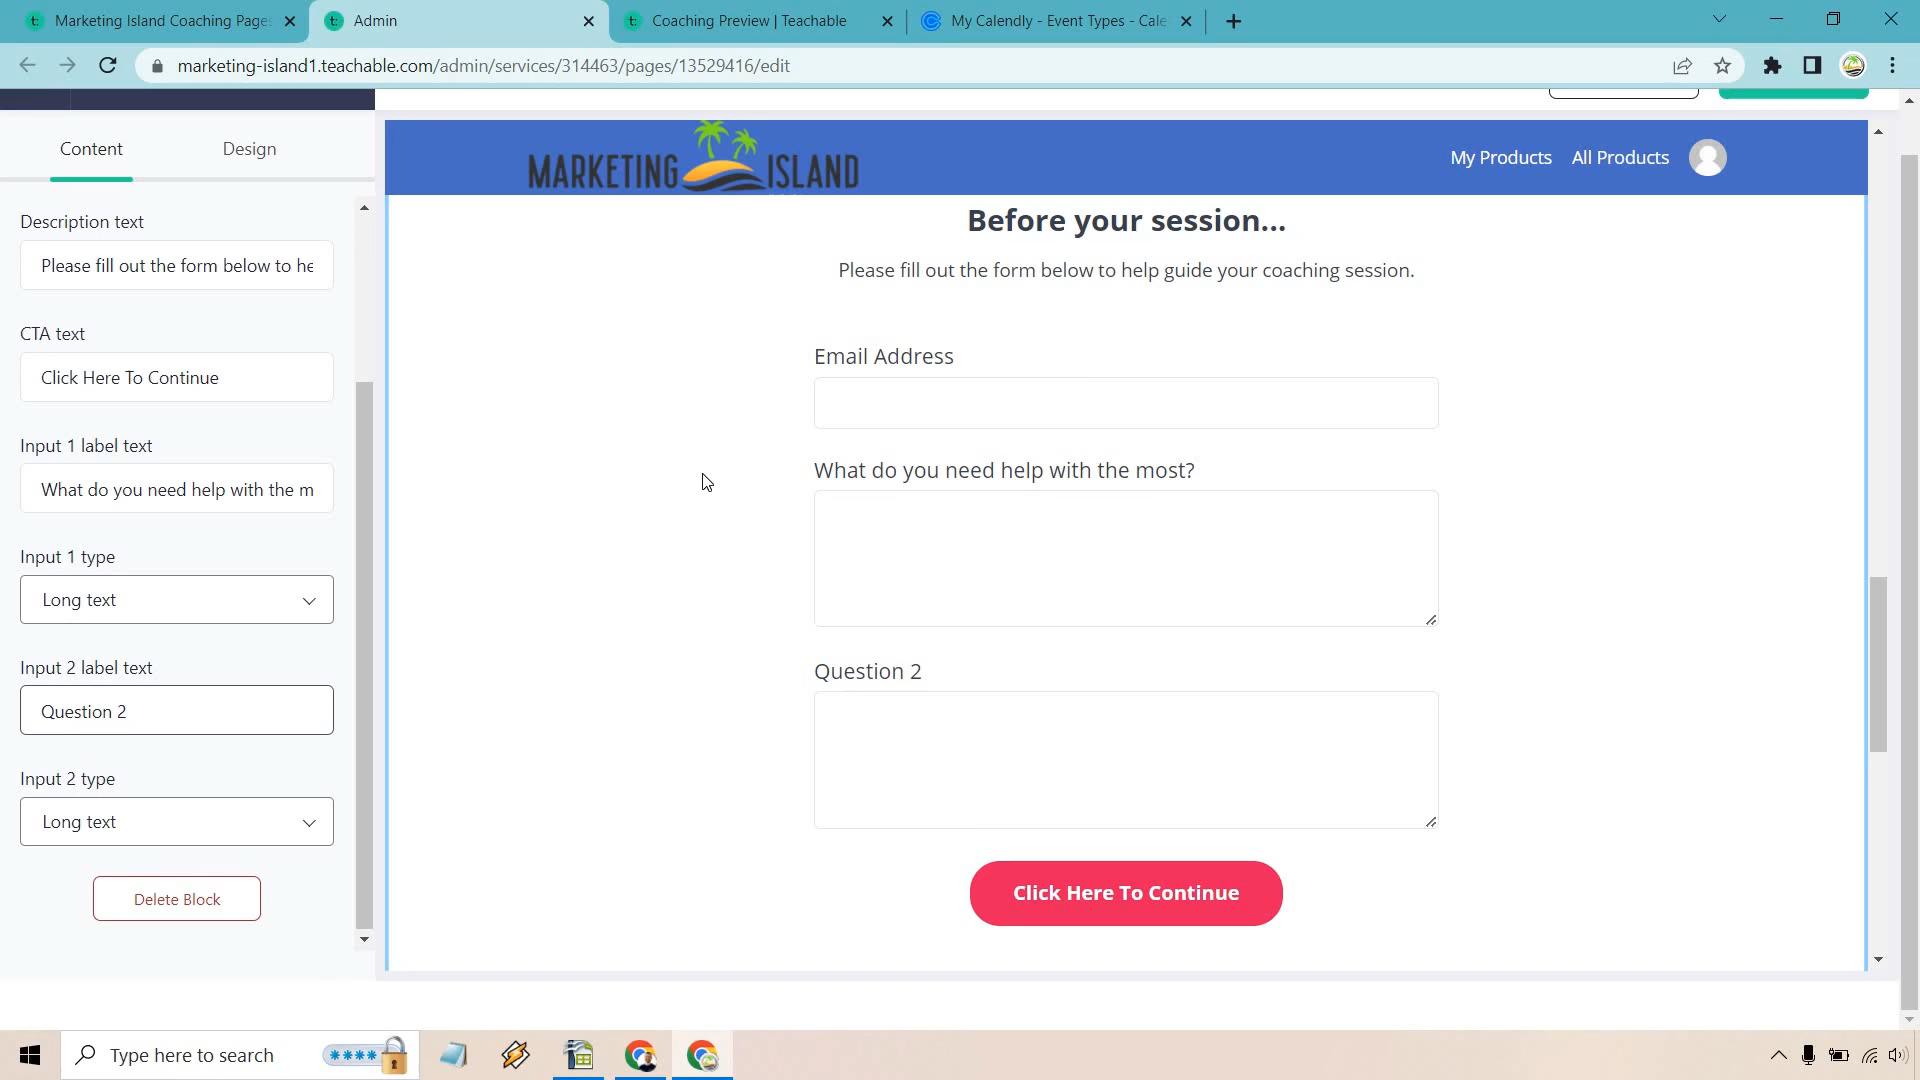 Marketing Island Coaching Page
Admin
Coaching Preview | Teachable
My Calendly - Event Types - Cale
marketing-island1.teachable.com/admin/services/314463/pages/13529416/edit
Content
Design
MARKETING ISLAND
My Products
All Products
Description text
Please fill out the form below to he
CTA text
Click Here To Continue
Input 1 label text
What do you need help with the m
Input 1 type
Long text
Input 2 label text
Question 2
Input 2 type
Long text
Delete Block
Before your session...
Please fill out the form below to help guide your coaching session.
Email Address
What do you need help with the most?
Question 2
Click Here To Continue
Type here to search